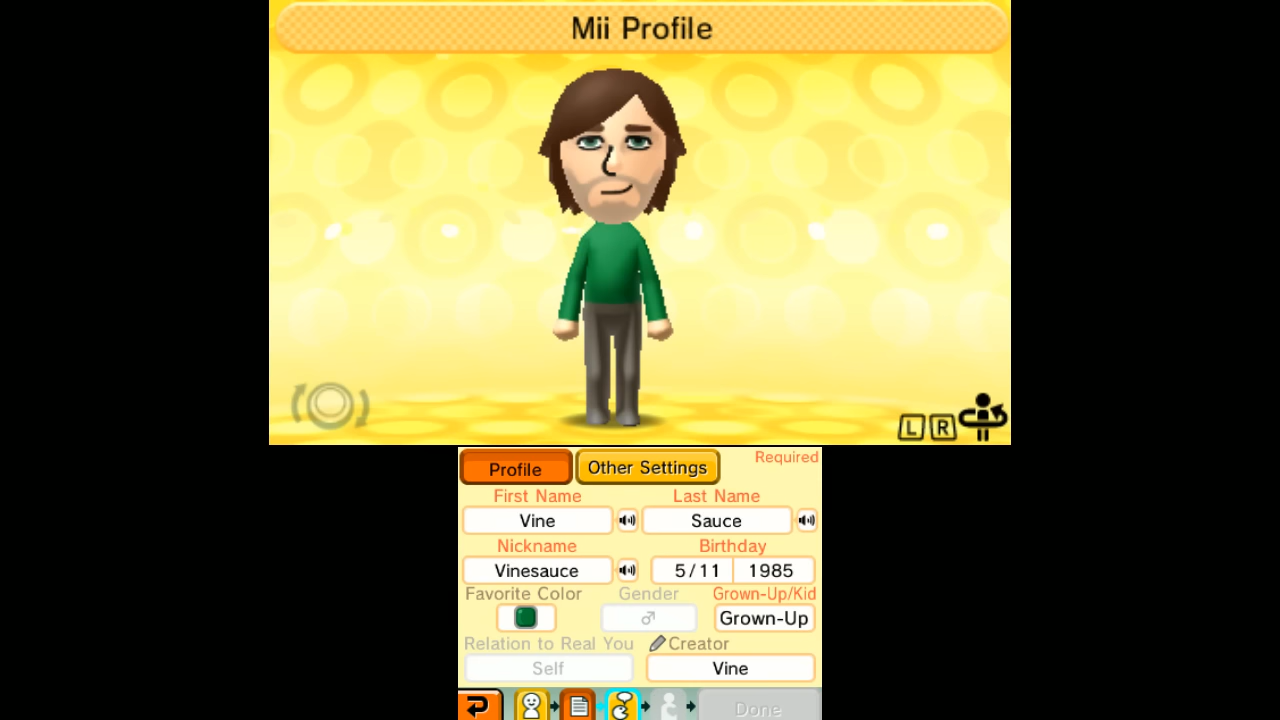 Mii Profile
L R
Profile Other Settings Required
First Name Last Name
Vine Sauce
Nickname Birthday
Vinesauce 5/11 1985
Favorite Color Gender Grown-Up/Kid
♂ Grown-Up
Relation to Real You Creator
Self Vine
Done